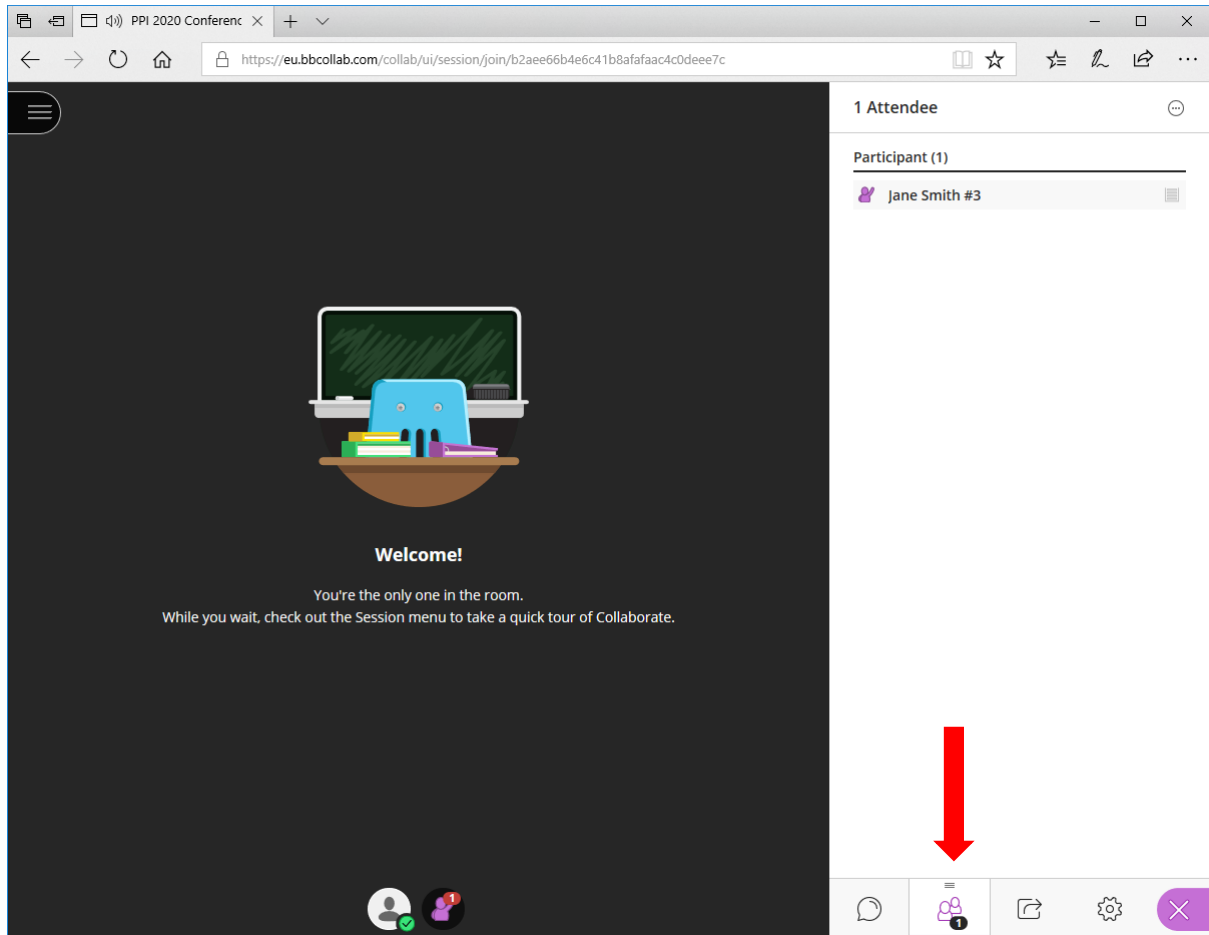 PPI 2020 Conferenc
https://eu.bbcollab.com/collab/ui/session/join/b2aee66b4e6c41b8afafaac4c0deee7c
1 Attendee
Participant (1)
Jane Smith #3
Welcome!
You're the only one in the room.
While you wait, check out the Session menu to take a quick tour of Collaborate.
1
1